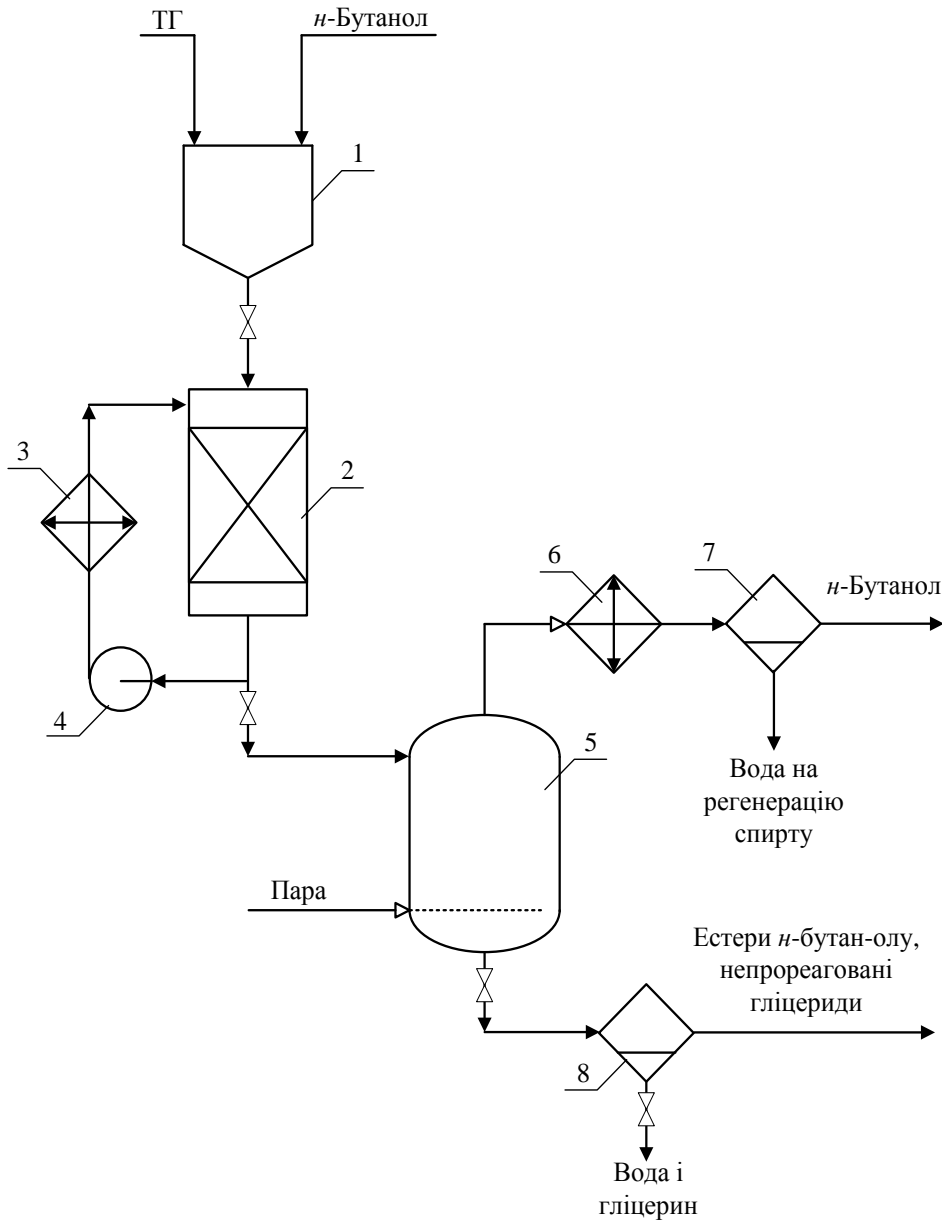 ТГ
н-Бутанол
1
3
2
6
7
н-Бутанол
4
5
Вода на
регенерацію
спирту
Пара
Естери н-бутан-олу,
непрореаговані
гліцериди
8
Вода і
гліцерин